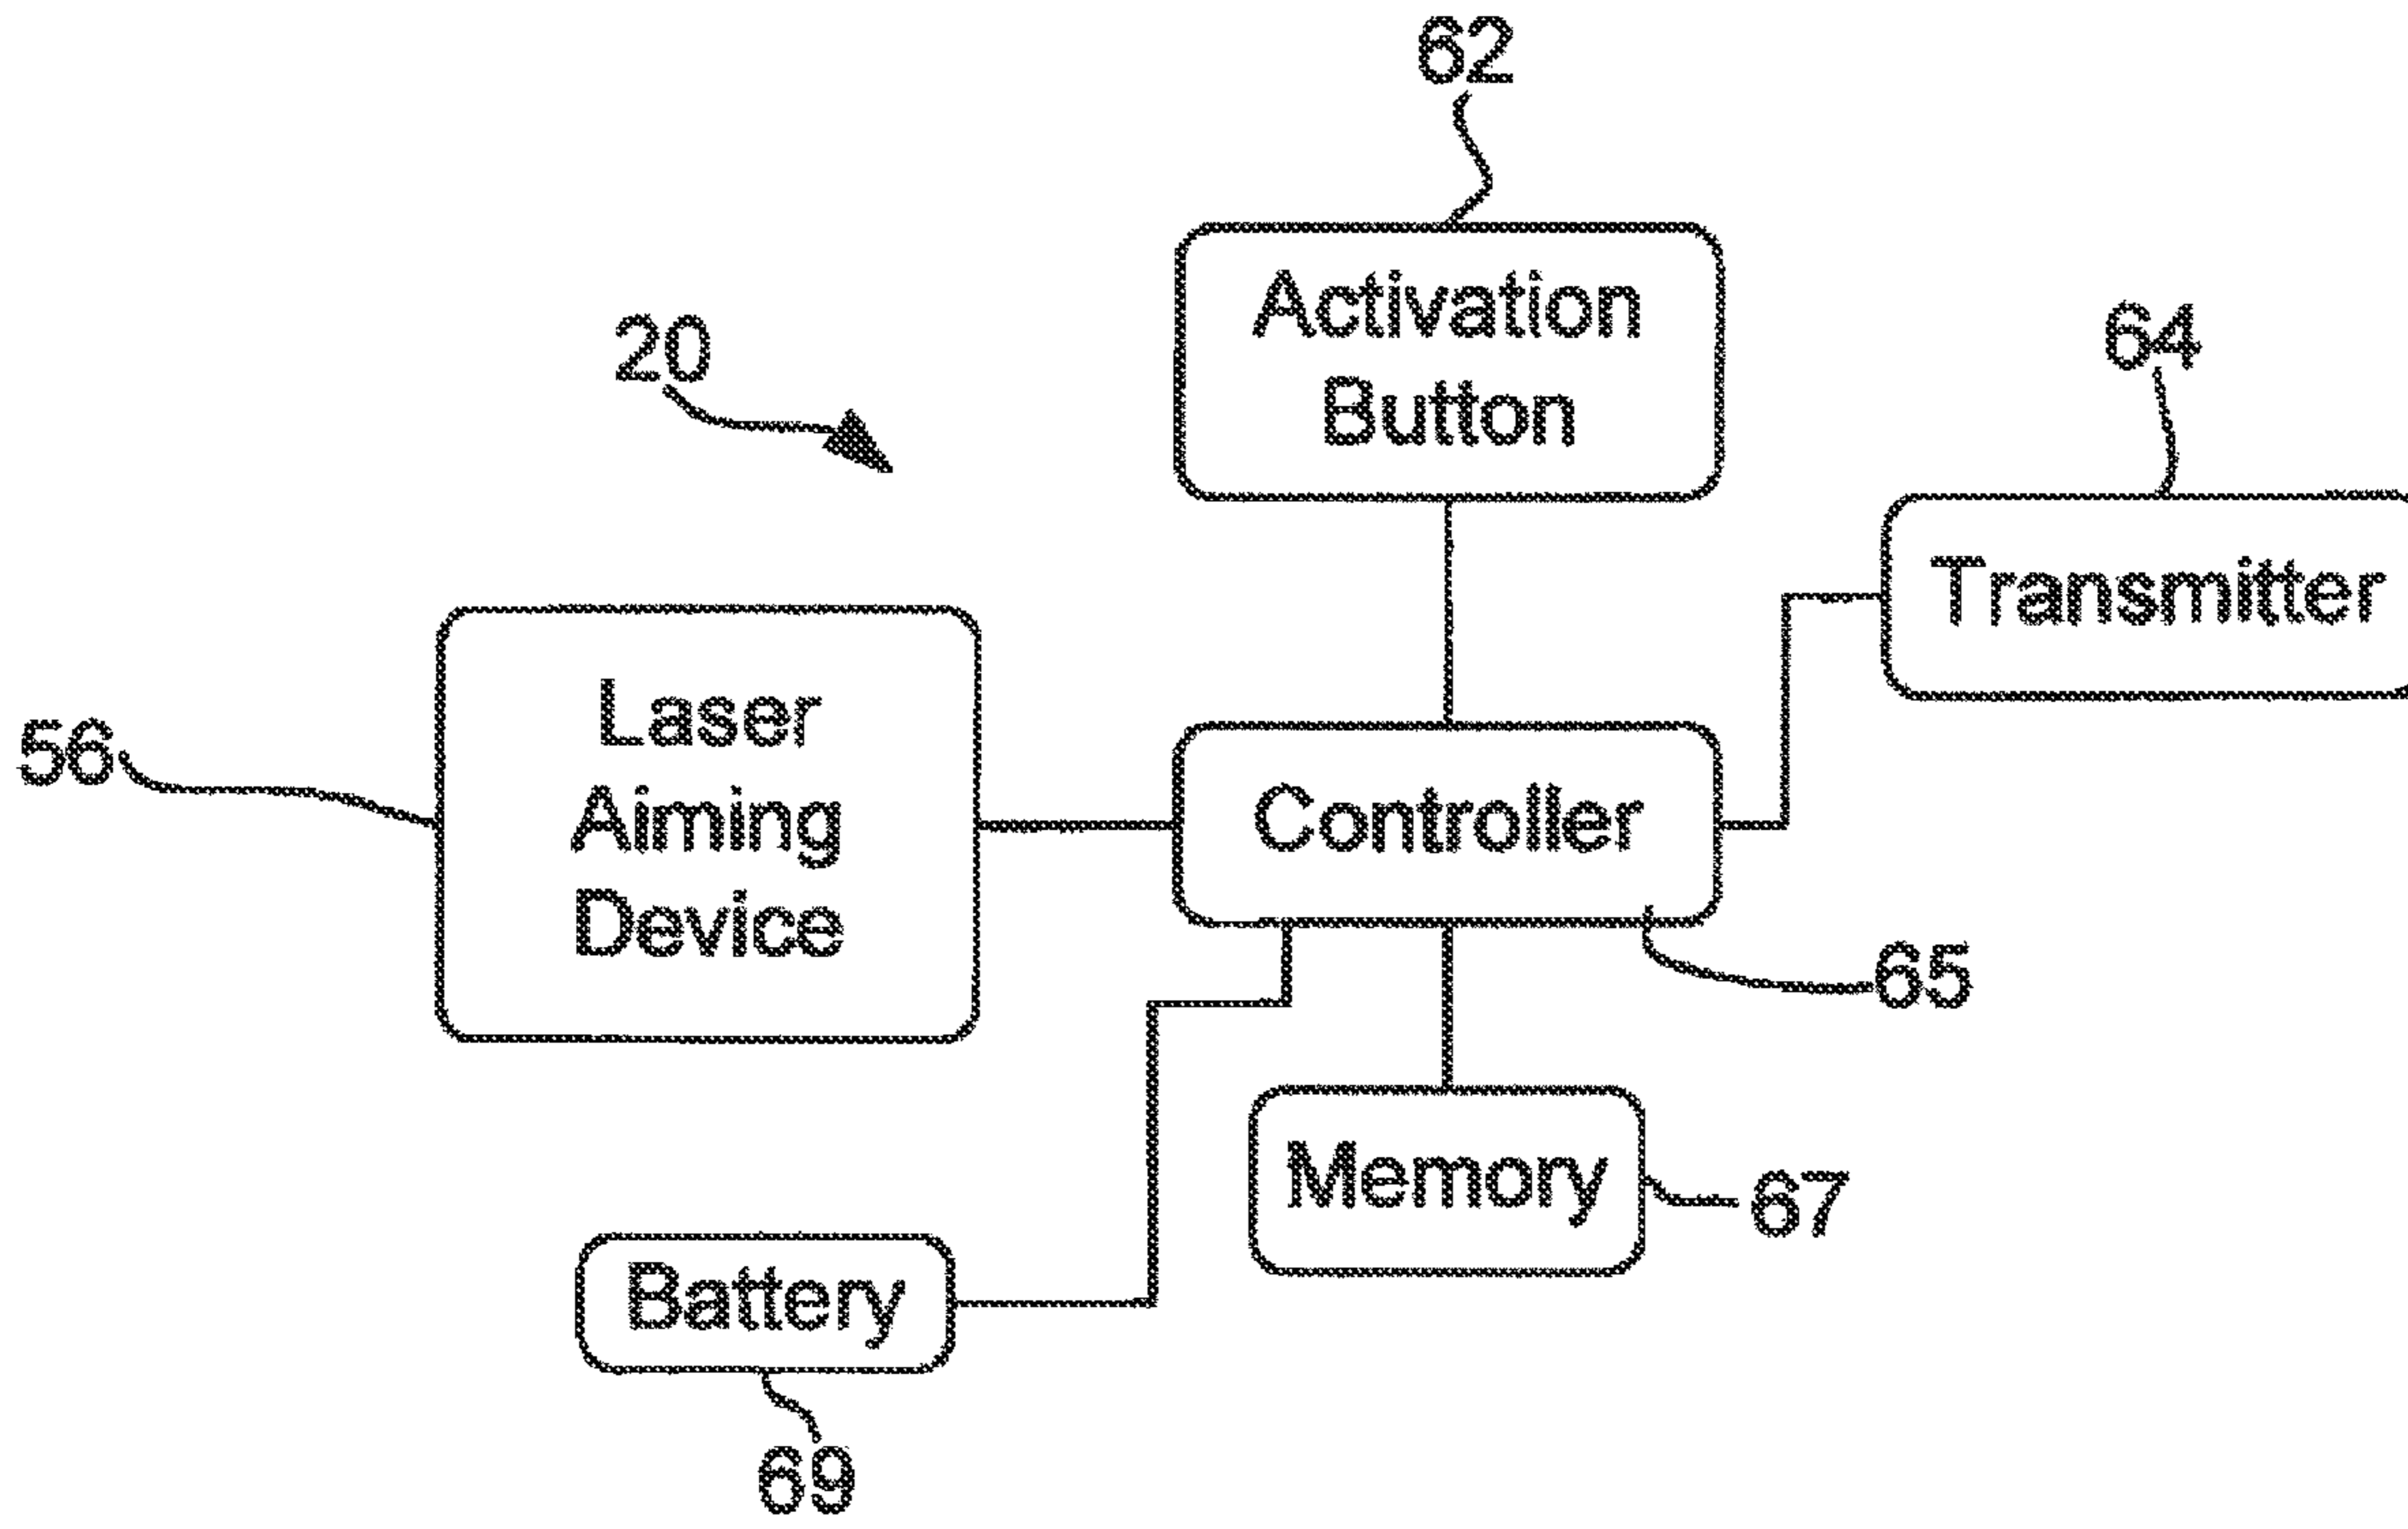 62
Activation
Button
20
64
Transmitter
56
Laser
Aiming
Device
Controller
65
Memory
67
Battery
69